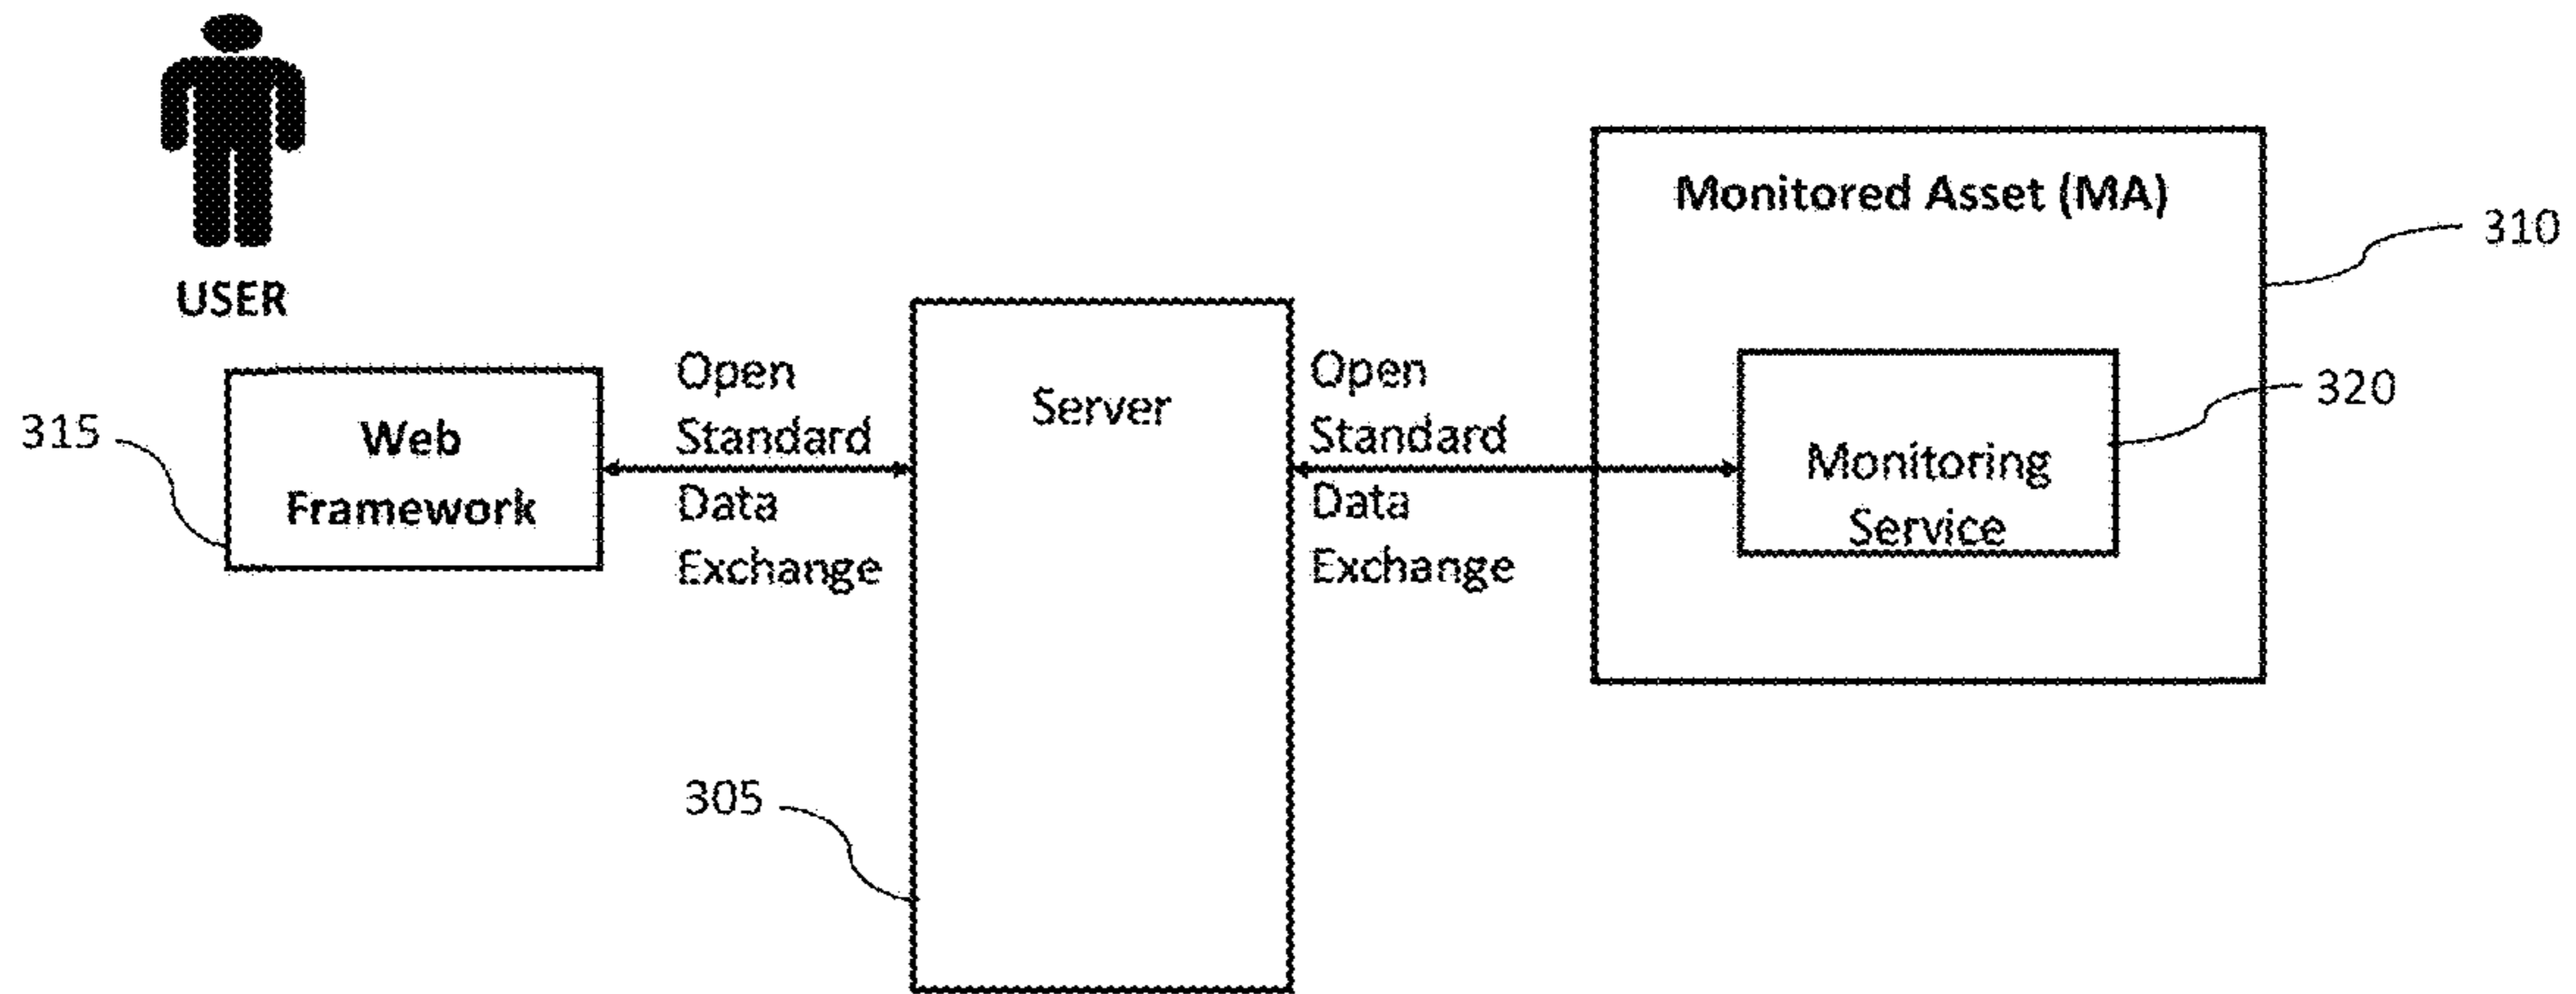 USER
315
Web
Framework
Open
Standard
Data
Exchange
Server
305
Open
Standard
Data
Exchange
Monitored Asset (MA)
310
Monitoring
Service
320